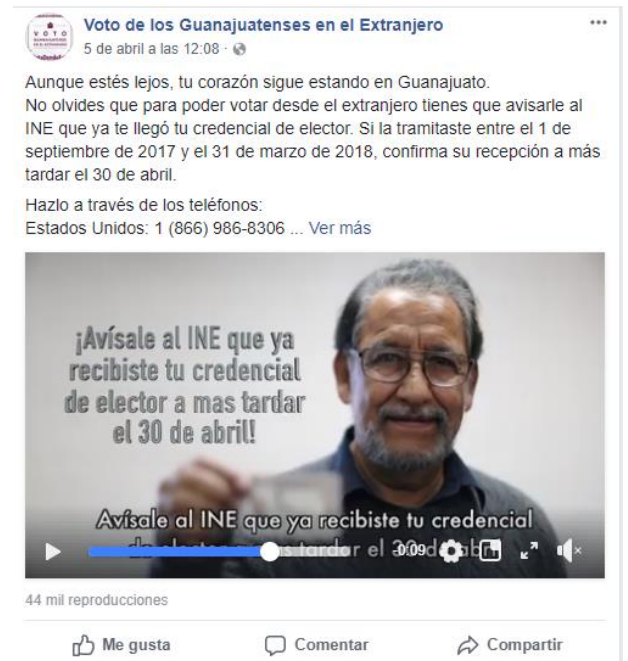 VOTO
Voto de los Guanajuatenses en el Extranjero
5 de abril a las 12:08 ·
Aunque estés lejos, tu corazón sigue estando en Guanajuato.
No olvides que para poder votar desde el extranjero tienes que avisarle al
INE que ya te llegó tu credencial de elector. Si la tramitaste entre el 1 de
septiembre de 2017 y el 31 de marzo de 2018, confirma su recepción a más
tardar el 30 de abril.
Hazlo a través de los teléfonos:
Estados Unidos: 1 (866) 986-8306 ... Ver más
¡Avísale al INE que ya
recibiste tu credencial
de elector a mas tardar
el 30 de abril!
Avísale al INE que ya recibiste tu credencial
tardar el 30 de abril
-0:09
44 mil reproducciones
Me gusta
Comentar
Compartir